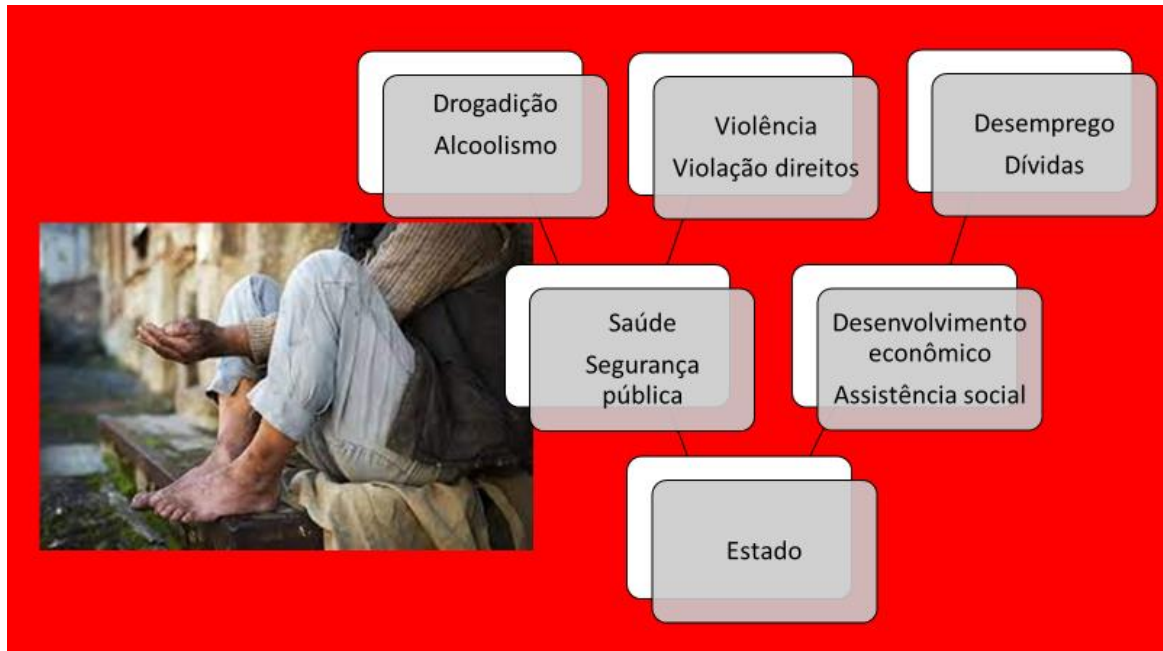 Drogadição
Alcoolismo
Violência
Violação direitos
Desemprego
Dívidas
Saúde
Segurança
pública
Desenvolvimento
econômico
Assistência social
Estado